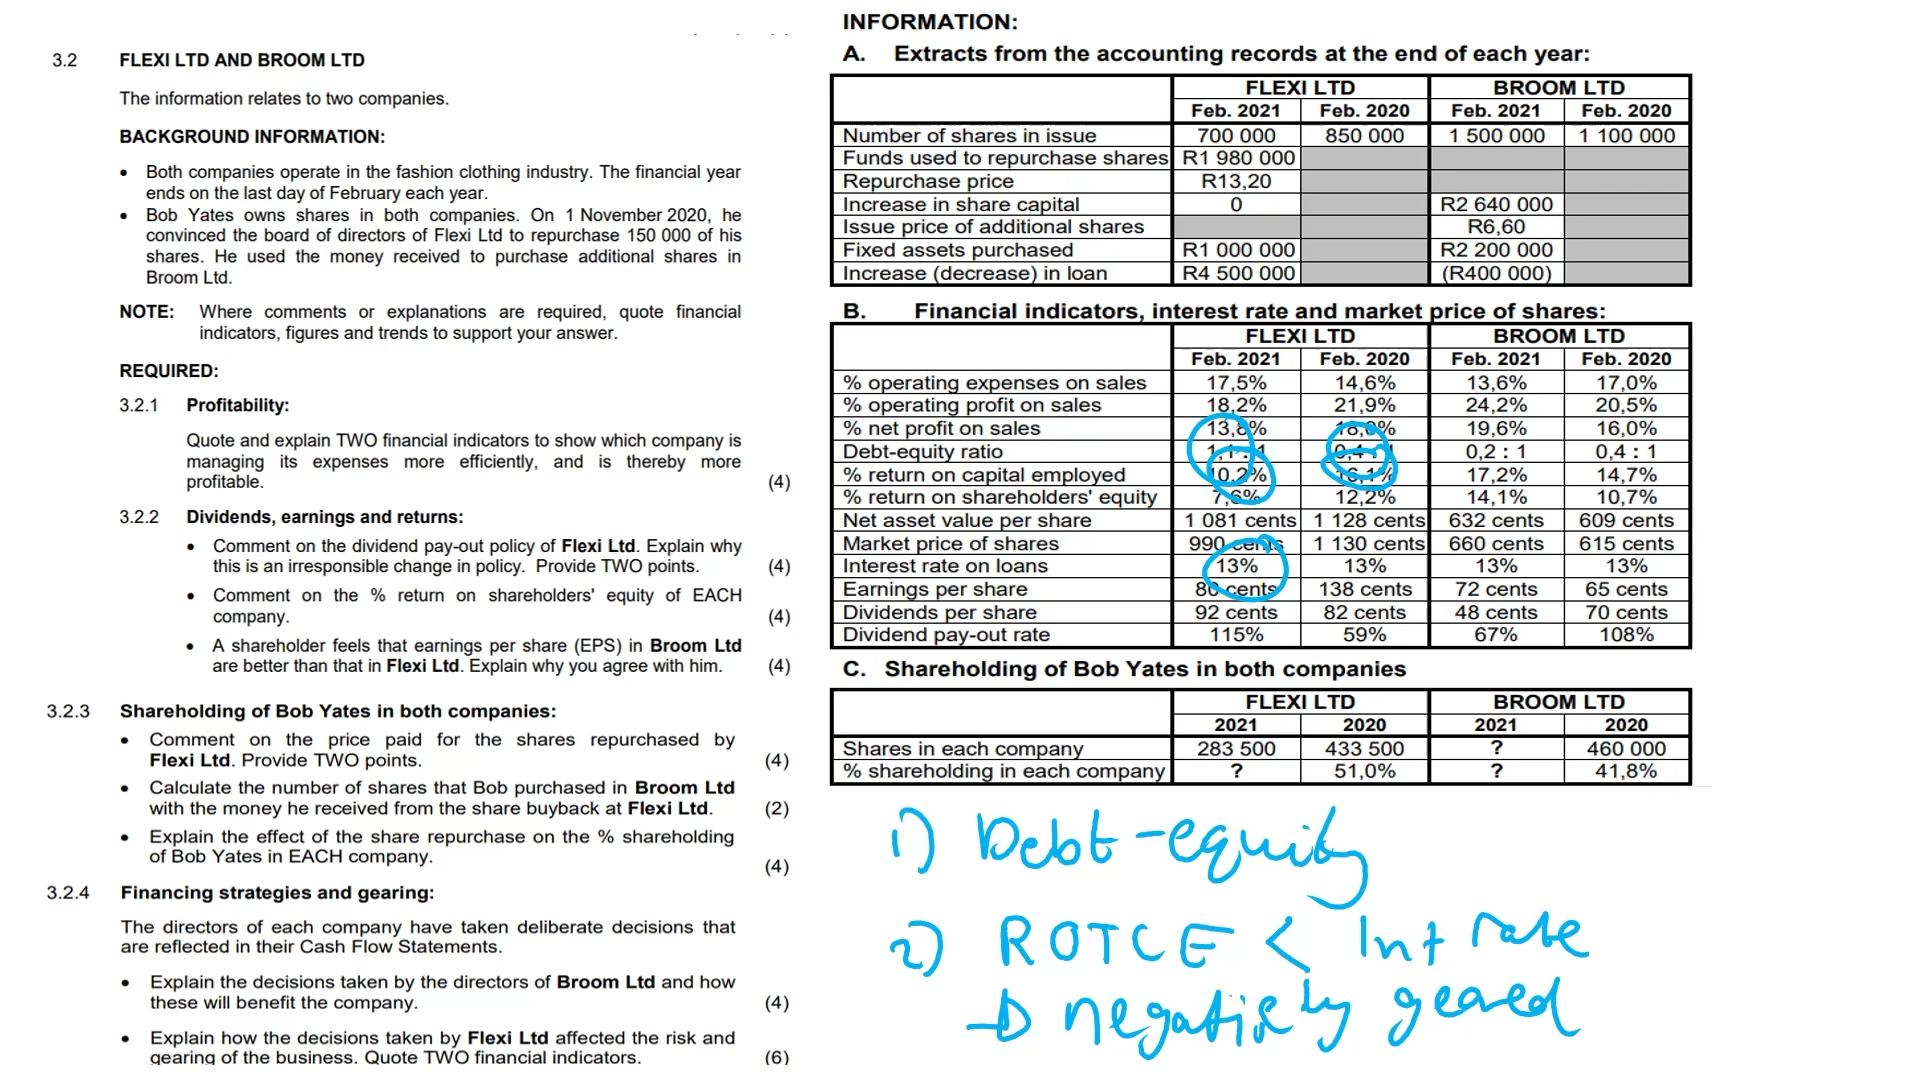 3.2 FLEXI LTD AND BROOM LTD
The information relates to two companies.
BACKGROUND INFORMATION:
• Both companies operate in the fashion clothing industry. The financial year
ends on the last day of February each year.
• Bob Yates owns shares in both companies. On 1 November 2020, he
convinced the board of directors of Flexi Ltd to repurchase 150 000 of his
shares. He used the money received to purchase additional shares in
Broom Ltd.
NOTE: Where comments or explanations are required, quote financial
indicators, figures and trends to support your answer.
REQUIRED:
3.2.1 Profitability:
Quote and explain TWO financial indicators to show which company is
managing its expenses more efficiently, and is thereby more
profitable. (4)
3.2.2 Dividends, earnings and returns:
• Comment on the dividend pay-out policy of Flexi Ltd. Explain why
this is an irresponsible change in policy. Provide TWO points. (4)
• Comment on the % return on shareholders' equity of EACH
company. (4)
• A shareholder feels that earnings per share (EPS) in Broom Ltd
are better than that in Flexi Ltd. Explain why you agree with him. (4)
3.2.3 Shareholding of Bob Yates in both companies:
• Comment on the price paid for the shares repurchased by
Flexi Ltd. Provide TWO points. (4)
• Calculate the number of shares that Bob purchased in Broom Ltd
with the money he received from the share buyback at Flexi Ltd. (2)
• Explain the effect of the share repurchase on the % shareholding
of Bob Yates in EACH company. (4)
3.2.4 Financing strategies and gearing:
The directors of each company have taken deliberate decisions that
are reflected in their Cash Flow Statements.
• Explain the decisions taken by the directors of Broom Ltd and how
these will benefit the company. (4)
• Explain how the decisions taken by Flexi Ltd affected the risk and
gearing of the business. Quote TWO financial indicators. (6)
INFORMATION:
A. Extracts from the accounting records at the end of each year:
FLEXI LTD BROOM LTD
Feb. 2021 Feb. 2020 Feb. 2021 Feb. 2020
Number of shares in issue 700 000 850 000 1 500 000 1 100 000
Funds used to repurchase shares R1 980 000
Repurchase price R13,20
Increase in share capital 0 R2 640 000
Issue price of additional shares R6,60
Fixed assets purchased R1 000 000 R2 200 000
Increase (decrease) in loan R4 500 000 (R400 000)
B. Financial indicators, interest rate and market price of shares:
FLEXI LTD BROOM LTD
Feb. 2021 Feb. 2020 Feb. 2021 Feb. 2020
% operating expenses on sales 17,5% 14,6% 13,6% 17,0%
% operating profit on sales 18,2% 21,9% 24,2% 20,5%
% net profit on sales 13,8% 19,6% 16,0%
Debt-equity ratio 0,2 : 1 0,4 : 1
% return on capital employed 10,2% 16,1% 17,2% 14,7%
% return on shareholders' equity 7,6% 12,2% 14,1% 10,7%
Net asset value per share 1 081 cents 1 128 cents 632 cents 609 cents
Market price of shares 990 cents 1 130 cents 660 cents 615 cents
Interest rate on loans 13% 13% 13% 13%
Earnings per share 80 cents 138 cents 72 cents 65 cents
Dividends per share 92 cents 82 cents 48 cents 70 cents
Dividend pay-out rate 115% 59% 67% 108%
C. Shareholding of Bob Yates in both companies
FLEXI LTD BROOM LTD
2021 2020 2021 2020
Shares in each company 283 500 433 500 ? 460 000
% shareholding in each company ? 51,0% ? 41,8%
1) Debt-equity
2) ROTCE < Int rate
negatively geared